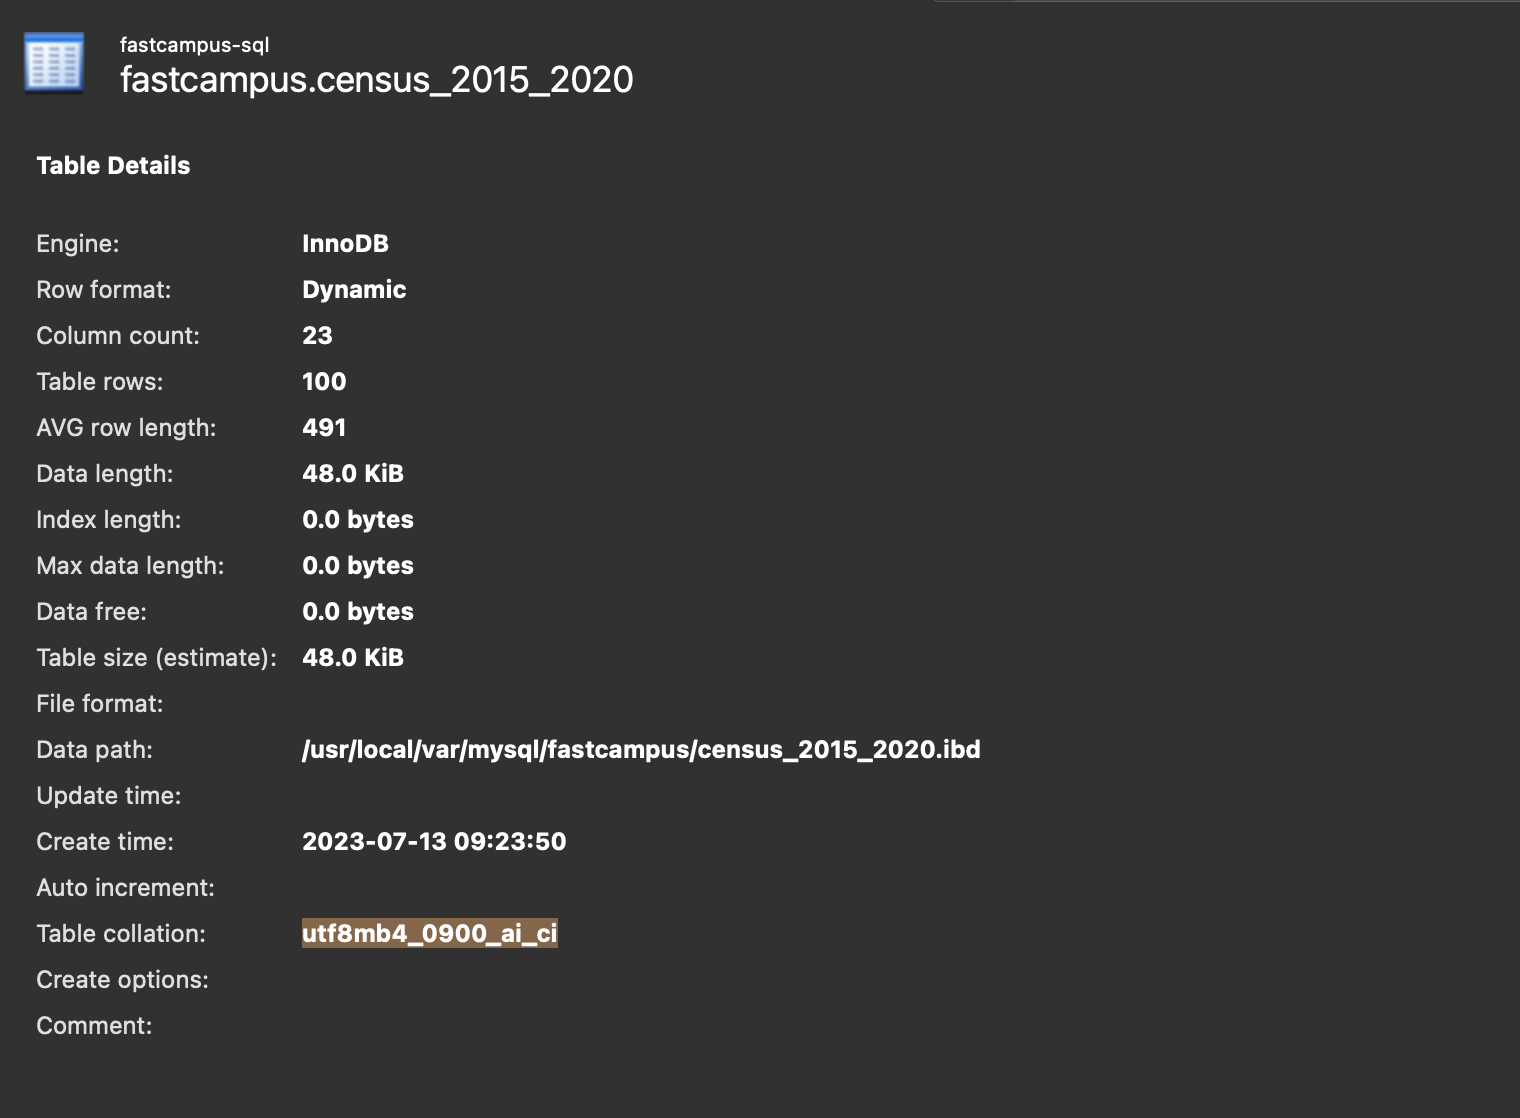 fastcampus-sql
fastcampus.census_2015_2020
Table Details
Engine: InnoDB
Row format: Dynamic
Column count: 23
Table rows: 100
AVG row length: 491
Data length: 48.0 KiB
Index length: 0.0 bytes
Max data length: 0.0 bytes
Data free: 0.0 bytes
Table size (estimate): 48.0 KiB
File format:
Data path: /usr/local/var/mysql/fastcampus/census_2015_2020.ibd
Update time:
Create time: 2023-07-13 09:23:50
Auto increment:
Table collation: utf8mb4_0900_ai_ci
Create options:
Comment: